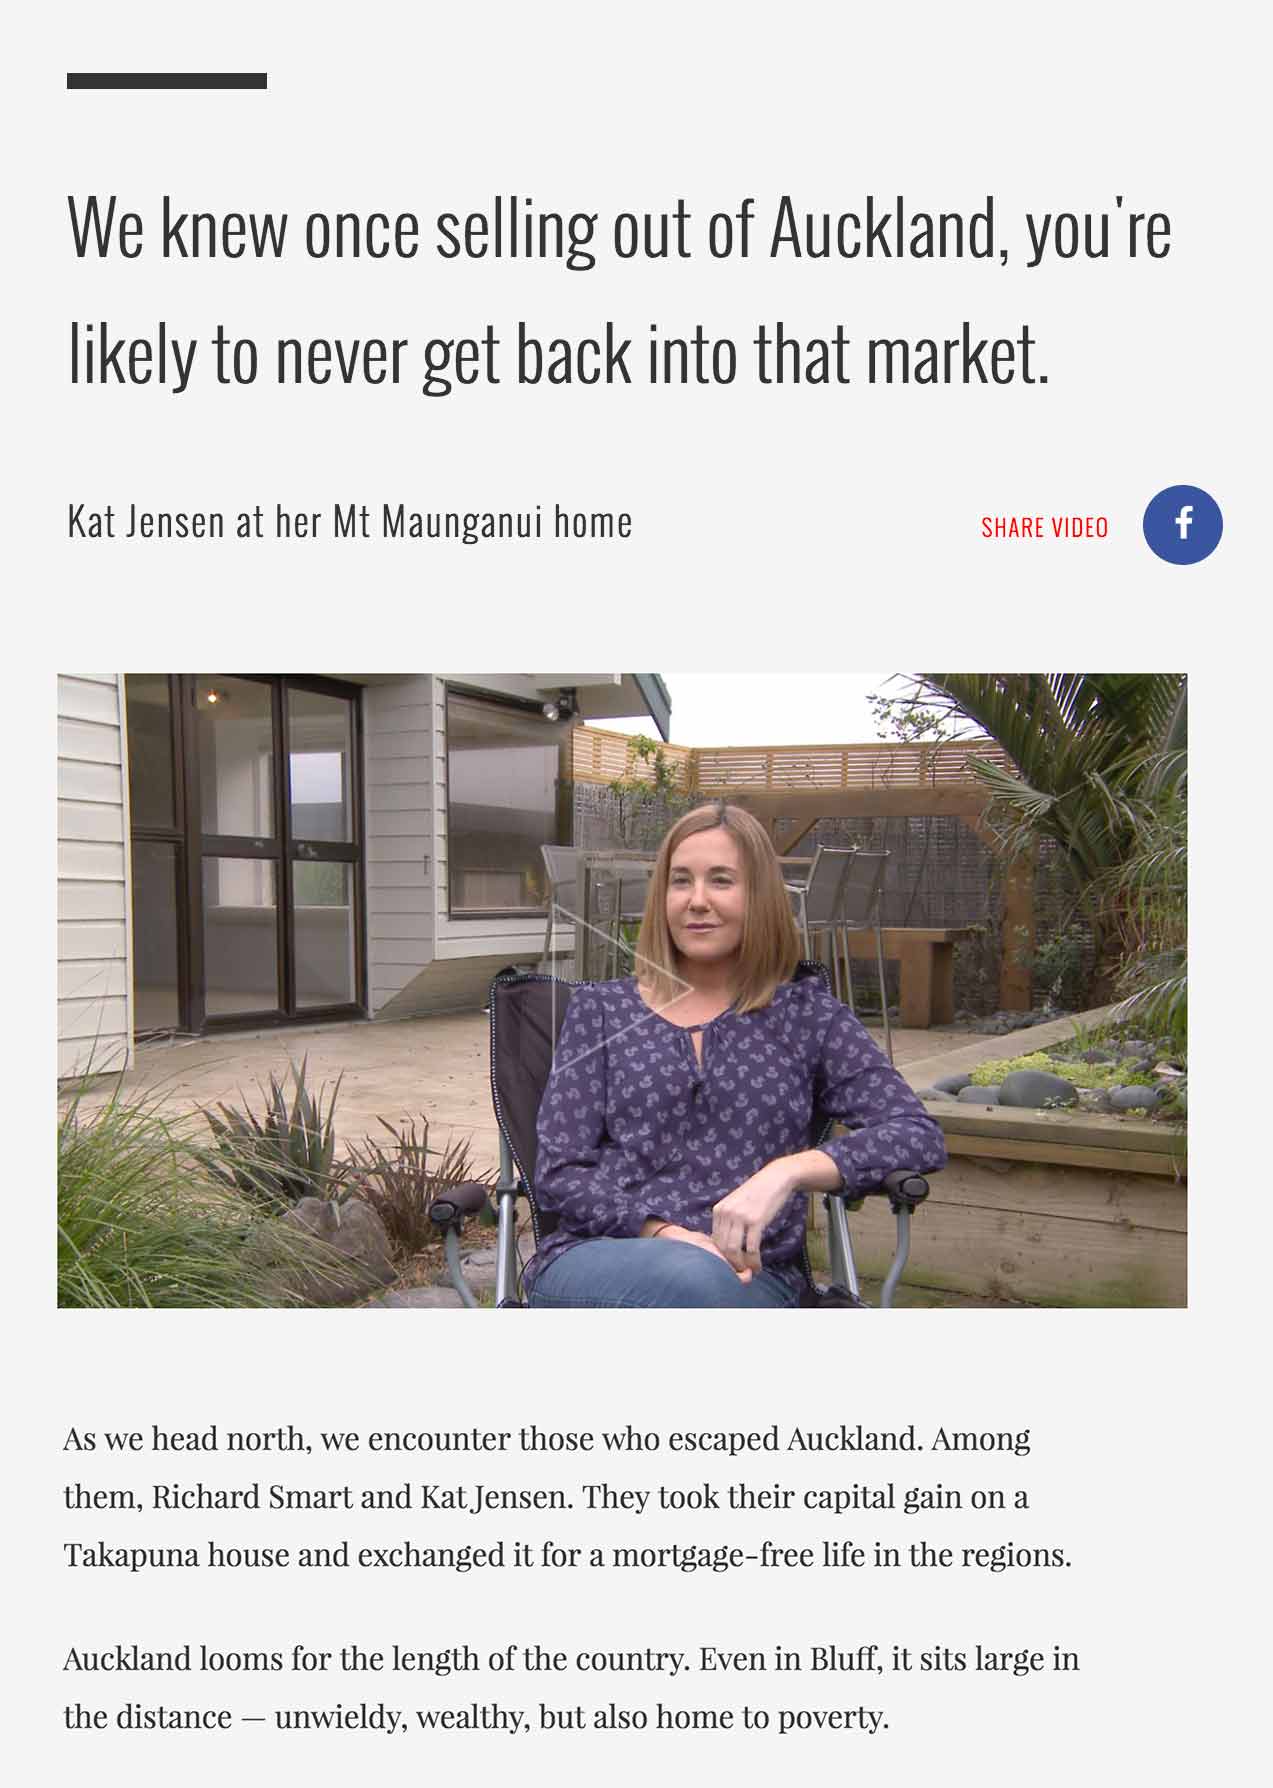 We knew once selling out of Auckland, you're
likely to never get back into that market.
Kat Jensen at her Mt Maunganui home
SHARE VIDEO
f
As we head north, we encounter those who escaped Auckland. Among
them, Richard Smart and Kat Jensen. They took their capital gain on a
Takapuna house and exchanged it for a mortgage-free life in the regions.
Auckland looms for the length of the country. Even in Bluff, it sits large in
the distance — unwieldy, wealthy, but also home to poverty.